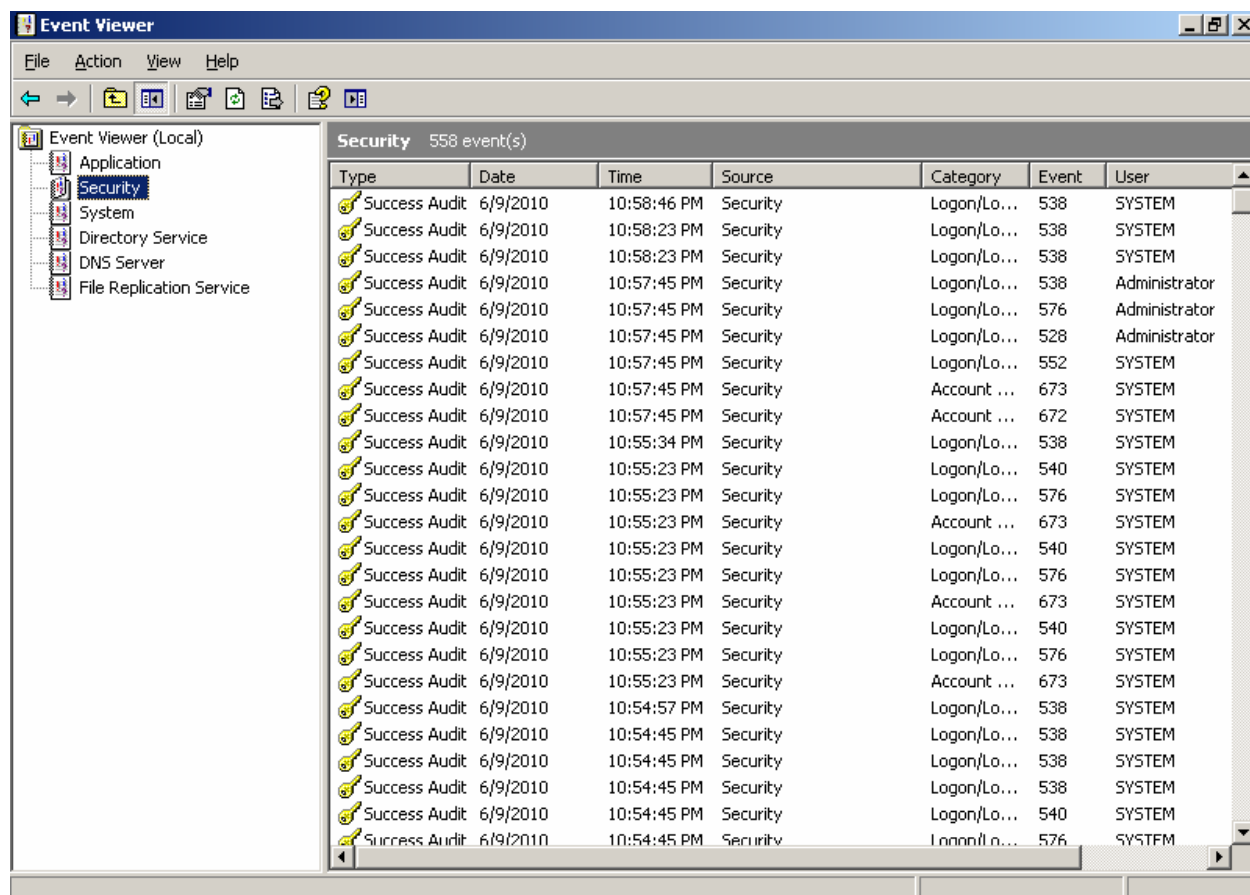 Event Viewer
File Action View Help
Event Viewer (Local)
Application
Security
System
Directory Service
DNS Server
File Replication Service
Security 558 event(s)
Type Date Time Source Category Event User
Success Audit 6/9/2010 10:58:46 PM Security Logon/Lo... 538 SYSTEM
Success Audit 6/9/2010 10:58:23 PM Security Logon/Lo... 538 SYSTEM
Success Audit 6/9/2010 10:58:23 PM Security Logon/Lo... 538 SYSTEM
Success Audit 6/9/2010 10:57:45 PM Security Logon/Lo... 538 Administrator
Success Audit 6/9/2010 10:57:45 PM Security Logon/Lo... 576 Administrator
Success Audit 6/9/2010 10:57:45 PM Security Logon/Lo... 528 Administrator
Success Audit 6/9/2010 10:57:45 PM Security Logon/Lo... 552 SYSTEM
Success Audit 6/9/2010 10:57:45 PM Security Account ... 673 SYSTEM
Success Audit 6/9/2010 10:57:45 PM Security Account ... 672 SYSTEM
Success Audit 6/9/2010 10:55:34 PM Security Logon/Lo... 538 SYSTEM
Success Audit 6/9/2010 10:55:23 PM Security Logon/Lo... 540 SYSTEM
Success Audit 6/9/2010 10:55:23 PM Security Logon/Lo... 576 SYSTEM
Success Audit 6/9/2010 10:55:23 PM Security Account ... 673 SYSTEM
Success Audit 6/9/2010 10:55:23 PM Security Logon/Lo... 540 SYSTEM
Success Audit 6/9/2010 10:55:23 PM Security Logon/Lo... 576 SYSTEM
Success Audit 6/9/2010 10:55:23 PM Security Account ... 673 SYSTEM
Success Audit 6/9/2010 10:55:23 PM Security Logon/Lo... 540 SYSTEM
Success Audit 6/9/2010 10:55:23 PM Security Logon/Lo... 576 SYSTEM
Success Audit 6/9/2010 10:55:23 PM Security Account ... 673 SYSTEM
Success Audit 6/9/2010 10:54:57 PM Security Logon/Lo... 538 SYSTEM
Success Audit 6/9/2010 10:54:45 PM Security Logon/Lo... 538 SYSTEM
Success Audit 6/9/2010 10:54:45 PM Security Logon/Lo... 538 SYSTEM
Success Audit 6/9/2010 10:54:45 PM Security Logon/Lo... 538 SYSTEM
Success Audit 6/9/2010 10:54:45 PM Security Logon/Lo... 540 SYSTEM
Success Audit 6/9/2010 10:54:45 PM Security Logon/Lo... 576 SYSTEM